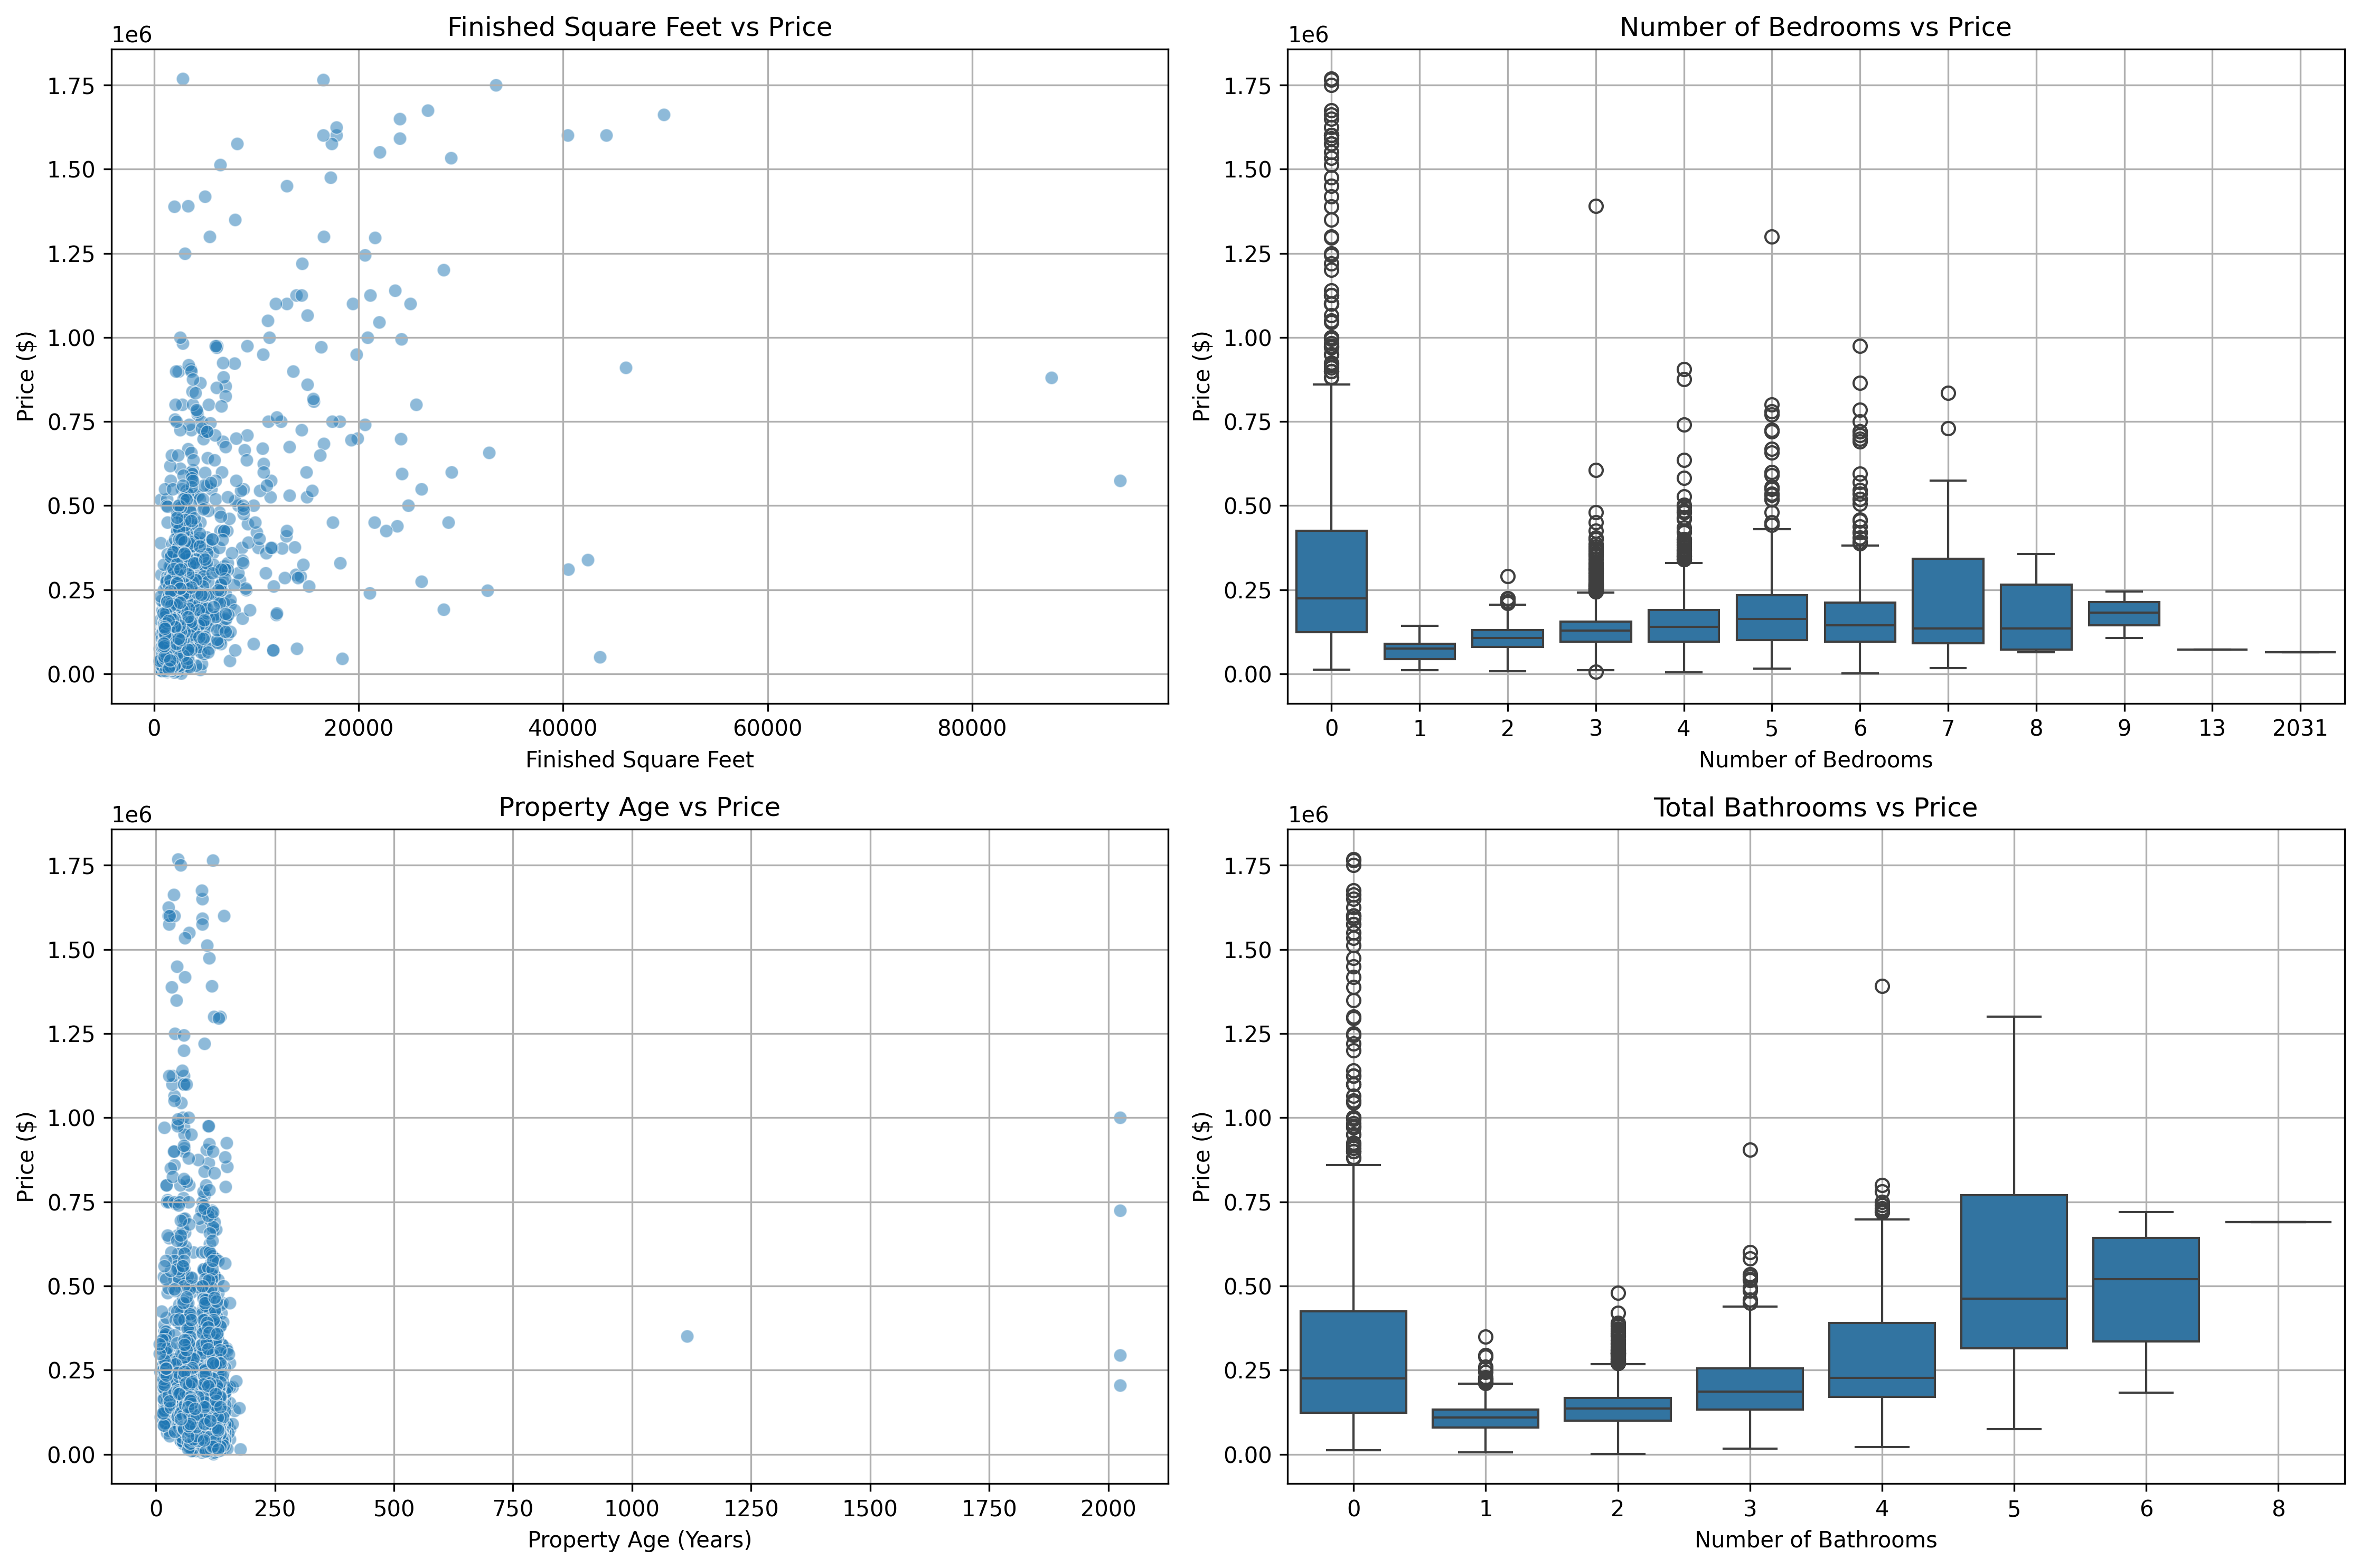 Finished Square Feet vs Price
1e6
1.75
1.50
1.25
1.00
0.75
0.50
0.25
0.00
Price ($)
0 20000 40000 60000 80000
Finished Square Feet
Number of Bedrooms vs Price
1e6
1.75
1.50
1.25
1.00
0.75
0.50
0.25
0.00
Price ($)
0 1 2 3 4 5 6 7 8 9 13 2031
Number of Bedrooms
Property Age vs Price
1e6
1.75
1.50
1.25
1.00
0.75
0.50
0.25
0.00
Price ($)
0 250 500 750 1000 1250 1500 1750 2000
Property Age (Years)
Total Bathrooms vs Price
1e6
1.75
1.50
1.25
1.00
0.75
0.50
0.25
0.00
Price ($)
0 1 2 3 4 5 6 8
Number of Bathrooms